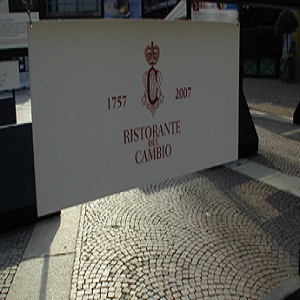 1757 C 2007
RISTORANTE
DEL
CAMBIO